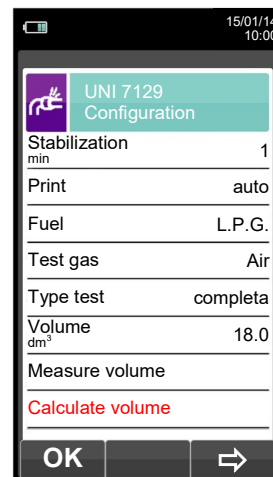 15/01/14
10:00
UNI 7129
Configuration
Stabilization
min 1
Print auto
Fuel L.P.G.
Test gas Air
Type test completa
Volume
dm³ 18.0
Measure volume
Calculate volume
OK